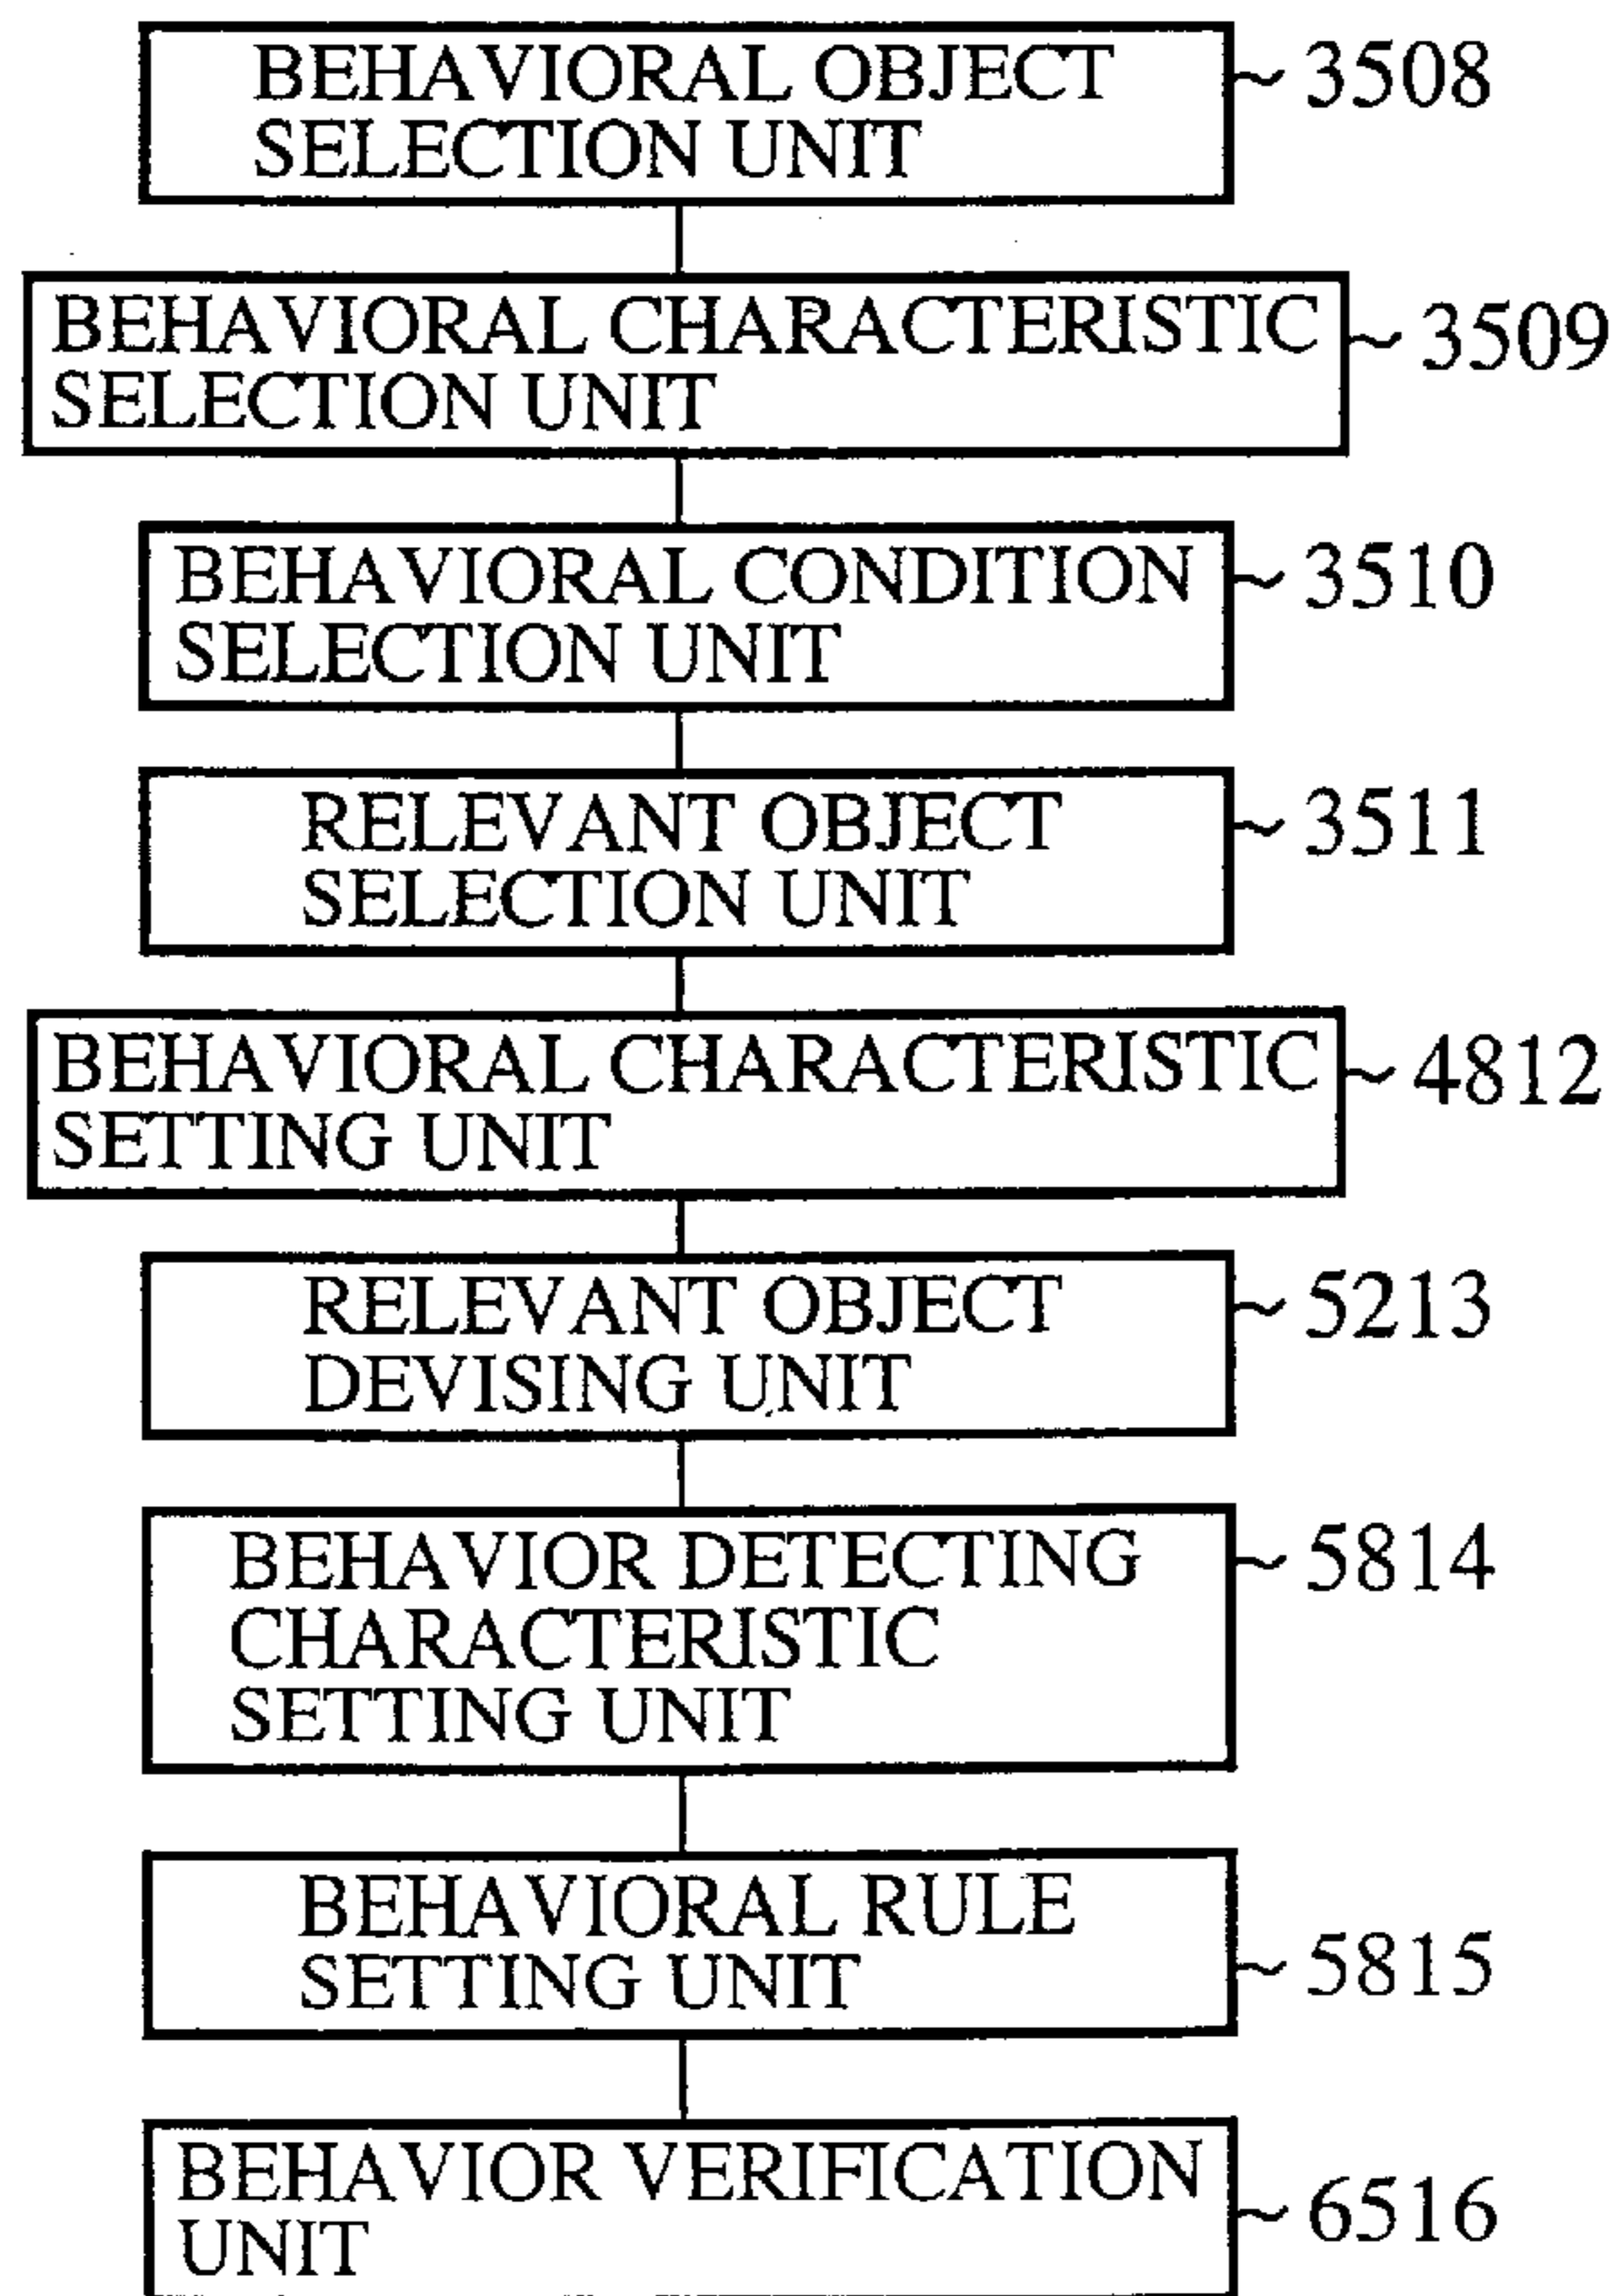 BEHAVIORAL OBJECT
SELECTION UNIT
3508
BEHAVIORAL CHARACTERISTIC
SELECTION UNIT
3509
BEHAVIORAL CONDITION
SELECTION UNIT
3510
RELEVANT OBJECT
SELECTION UNIT
3511
BEHAVIORAL CHARACTERISTIC
SETTING UNIT
4812
RELEVANT OBJECT
DEVISING UNIT
5213
BEHAVIOR DETECTING
CHARACTERISTIC
SETTING UNIT
5814
BEHAVIORAL RULE
SETTING UNIT
5815
BEHAVIOR VERIFICATION
UNIT
6516